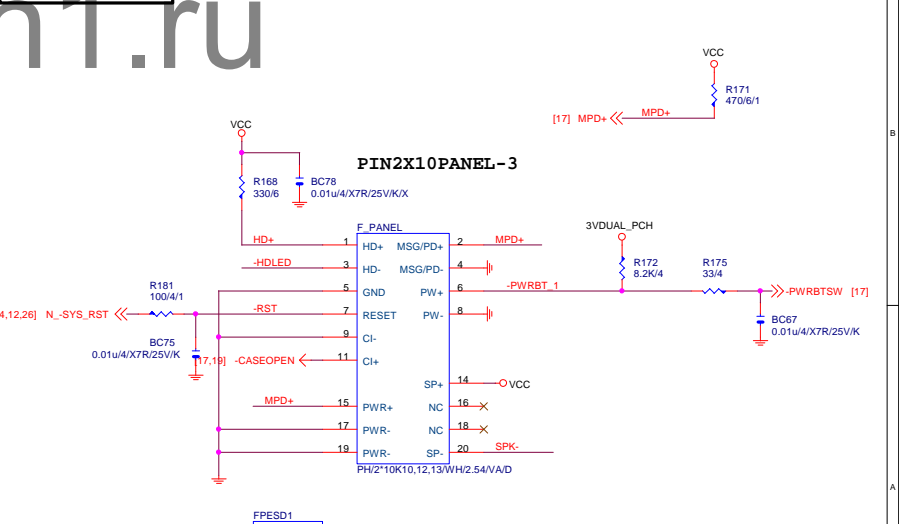 n1.ru
VCC
R171
470/6/1
[17] MPD+
MPD+
B
VCC
PIN2X10PANEL-3
R168
330/6
BC78
0.01u/4/X7R/25V/K/X
F_PANEL
3VDUAL_PCH
HD+
1
HD+
MSG/PD+
2
MPD+
-HDLED
3
HD-
MSG/PD-
4
R172
8.2K/4
R175
33/4
R181
100/4/1
5
GND
PW+
6
-PWRBT_1
-PWRBTSW [17]
4,12,26] N_-SYS_RST
-RST
7
RESET
PW-
8
BC67
0.01u/4/X7R/25V/K
BC75
0.01u/4/X7R/25V/K
9
CI-
[17,19] -CASEOPEN
11
CI+
SP+
14
VCC
MPD+
15
PWR+
NC
16
17
PWR-
NC
18
19
PWR-
SP-
20
SPK-
PH/2*10K10,12,13/WH/2.54/VA/D
A
FPESD1